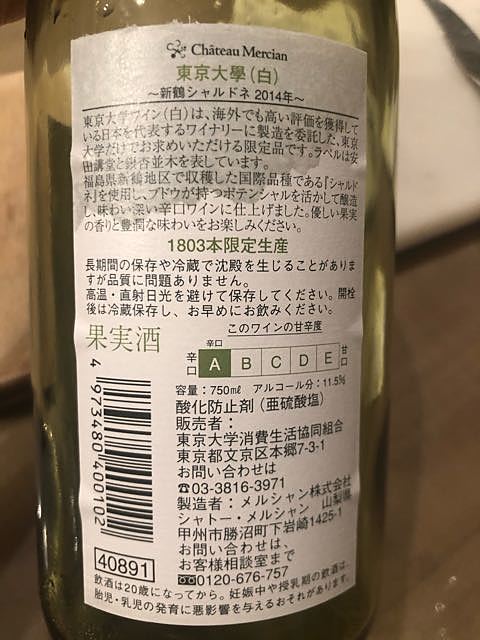 Château Mercian
東京大學(白)
～新鶴シャルドネ 2014年～
東京大学ワイン(白)は、海外でも高い評価を獲得して
いる日本を代表するワイナリーに製造を委託した、東京
大学だけでお求めいただける限定品です。ラベルは安
田講堂と銀杏並木を表しています。
福島県新鶴地区で収穫した国際品種である『シャルド
ネ』を使用し、ブドウが持つポテンシャルを活かして醸造
し、味わい深い辛口ワインに仕上げました。優しい果実
の香りと豊潤な味わいをお楽しみください。
1803本限定生産
長期間の保存や冷蔵で沈殿を生じることがありま
すが品質に問題ありません。
高温・直射日光を避けて保存してください。開栓
後は冷蔵保存し、お早めにお飲みください。
果実酒
このワインの甘辛度
辛口
辛口 A B C D E 甘口
容量:750mℓ アルコール分:11.5%
酸化防止剤(亜硫酸塩)
販売者:
東京大学消費生活協同組合
東京都文京区本郷7-3-1
お問い合わせは
☎03-3816-3971
製造者:メルシャン株式会社
シャトー・メルシャン 山梨県
甲州市勝沼町下岩崎1425-1
お問い合わせは、
お客様相談室まで
0120-676-757
4 973480 400102
40891
飲酒は20歳になってから。妊娠中や授乳期の飲酒は、
胎児・乳児の発育に悪影響を与えるおそれがあります。